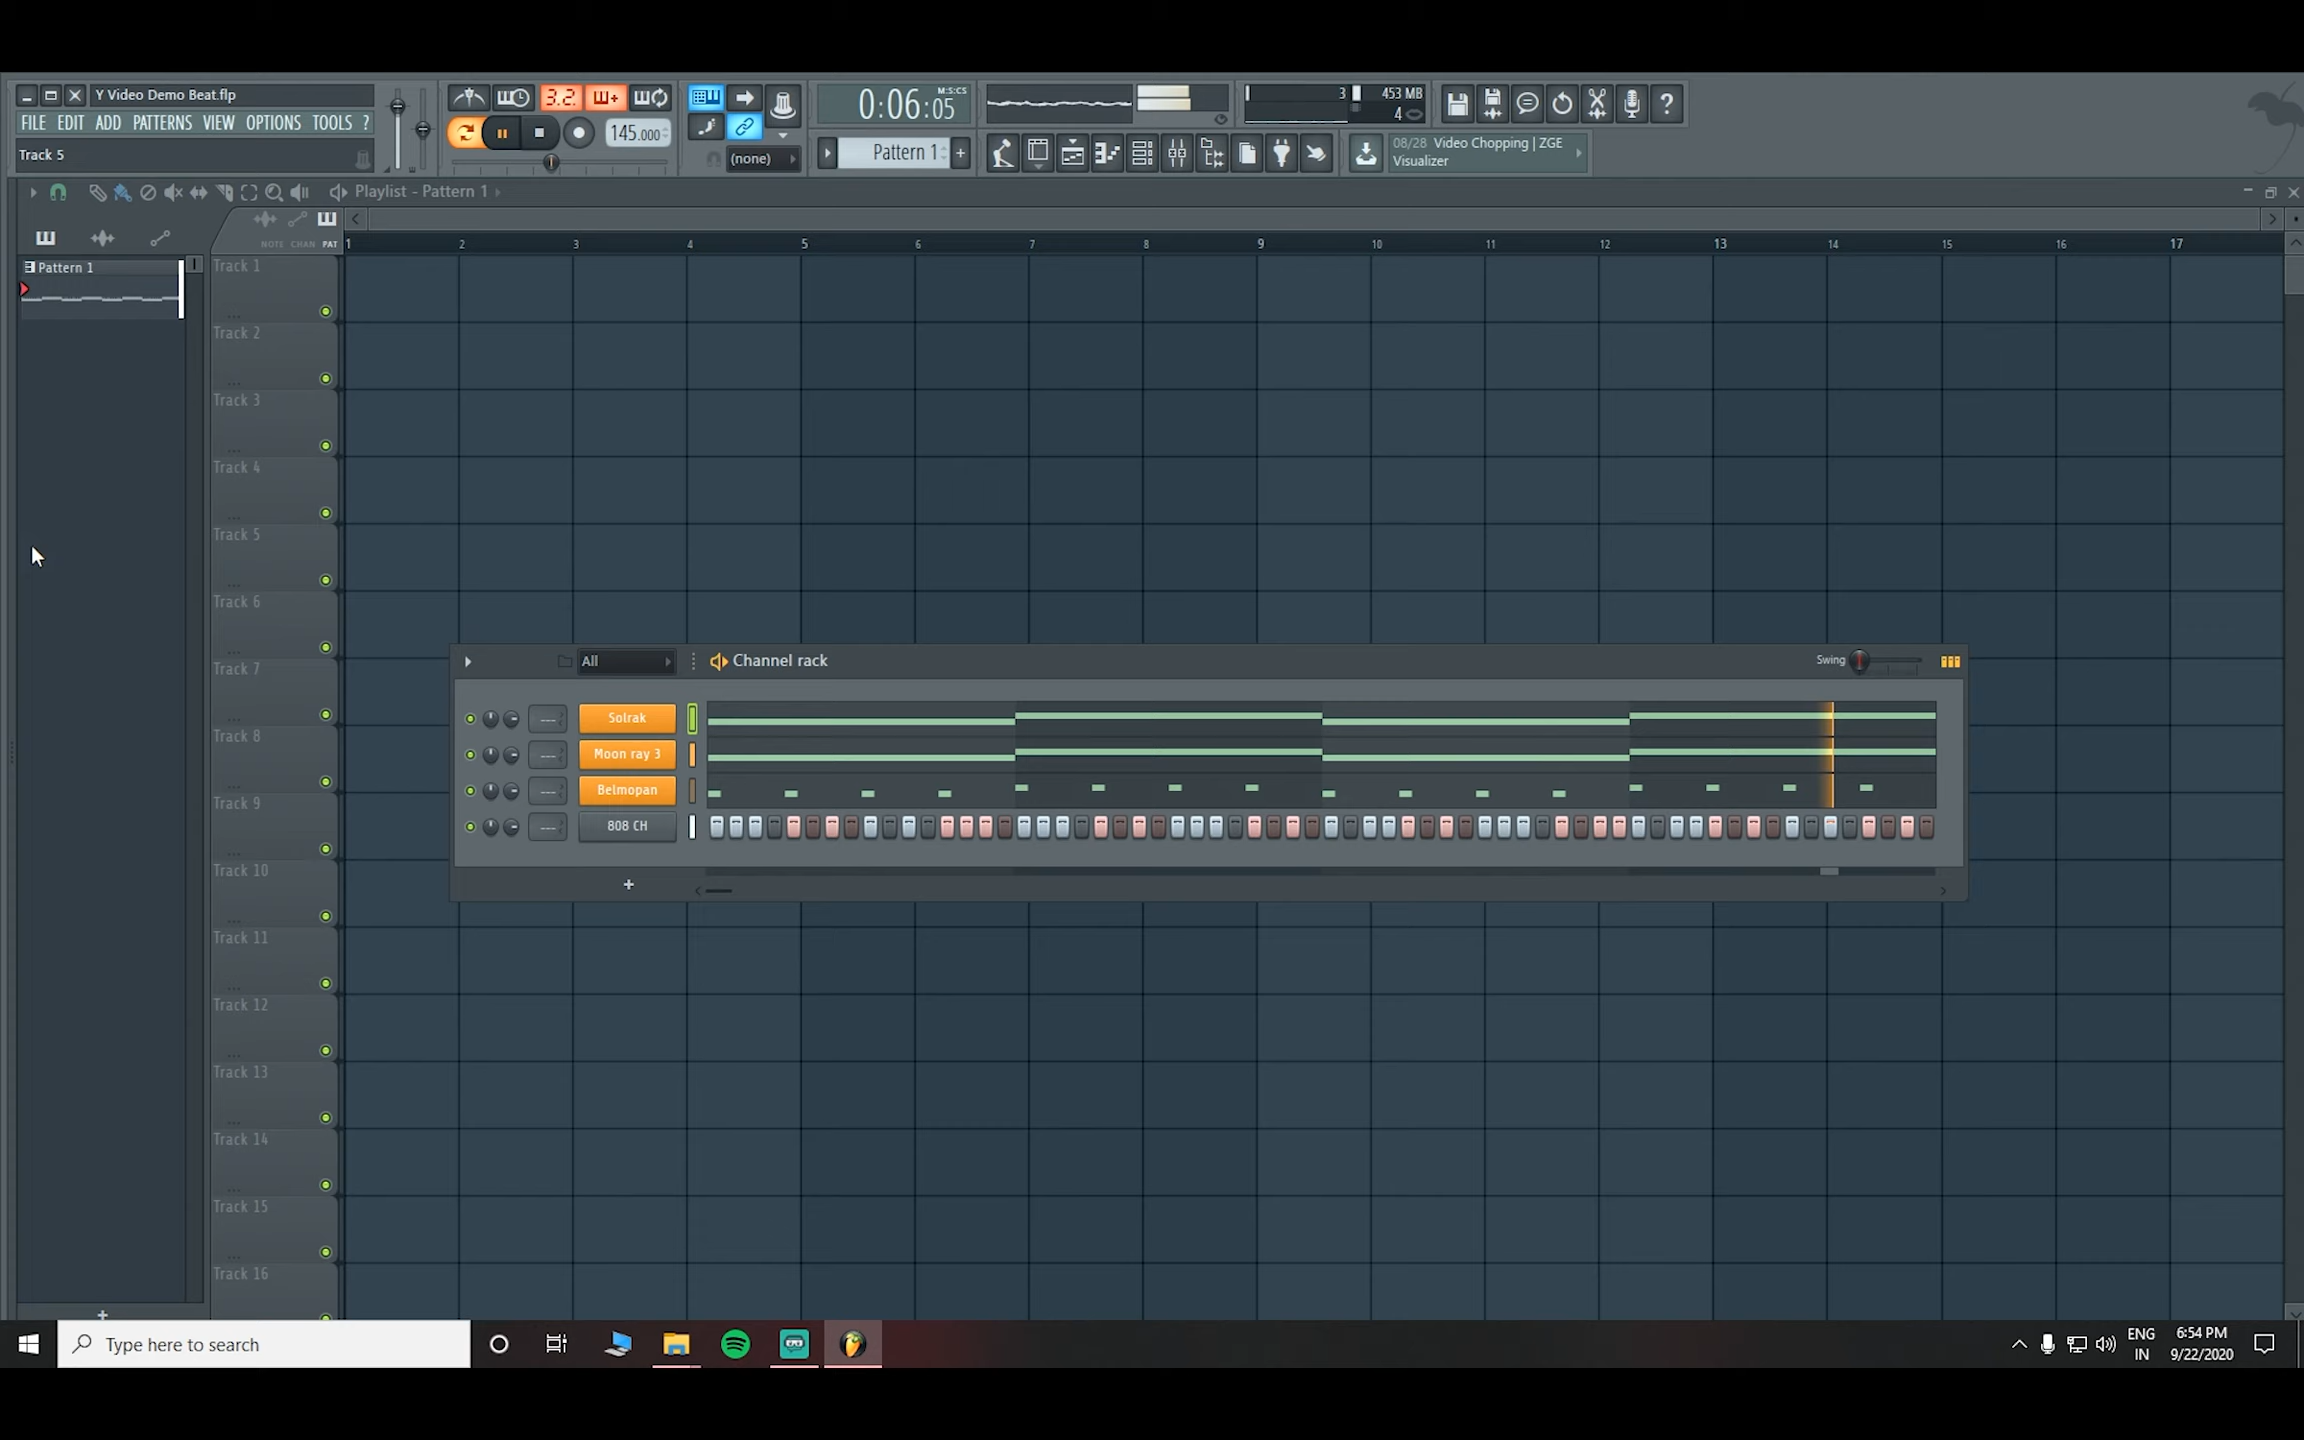 Y Video Demo Beat.flp
FILE EDIT ADD PATTERNS VIEW OPTIONS TOOLS ?
Track 5
3.2.
145.000
(none)
0:06:05
M:S:CS
Pattern 1
+
3
453 MB
4
?
08/28 Video Chopping | ZGE
Visualizer
Playlist - Pattern 1
NOTE CHAN PAT
1 2 3 4 5 6 7 8 9 10 11 12 13 14 15 16 17
Pattern 1
Track 1
Track 2
Track 3
Track 4
Track 5
Track 6
Track 7
Track 8
Track 9
Track 10
Track 11
Track 12
Track 13
Track 14
Track 15
Track 16
All
Channel rack
Swing
Solrak
Moon ray 3
Belmopan
808 CH
+
+
Type here to search
ENG
IN
6:54 PM
9/22/2020